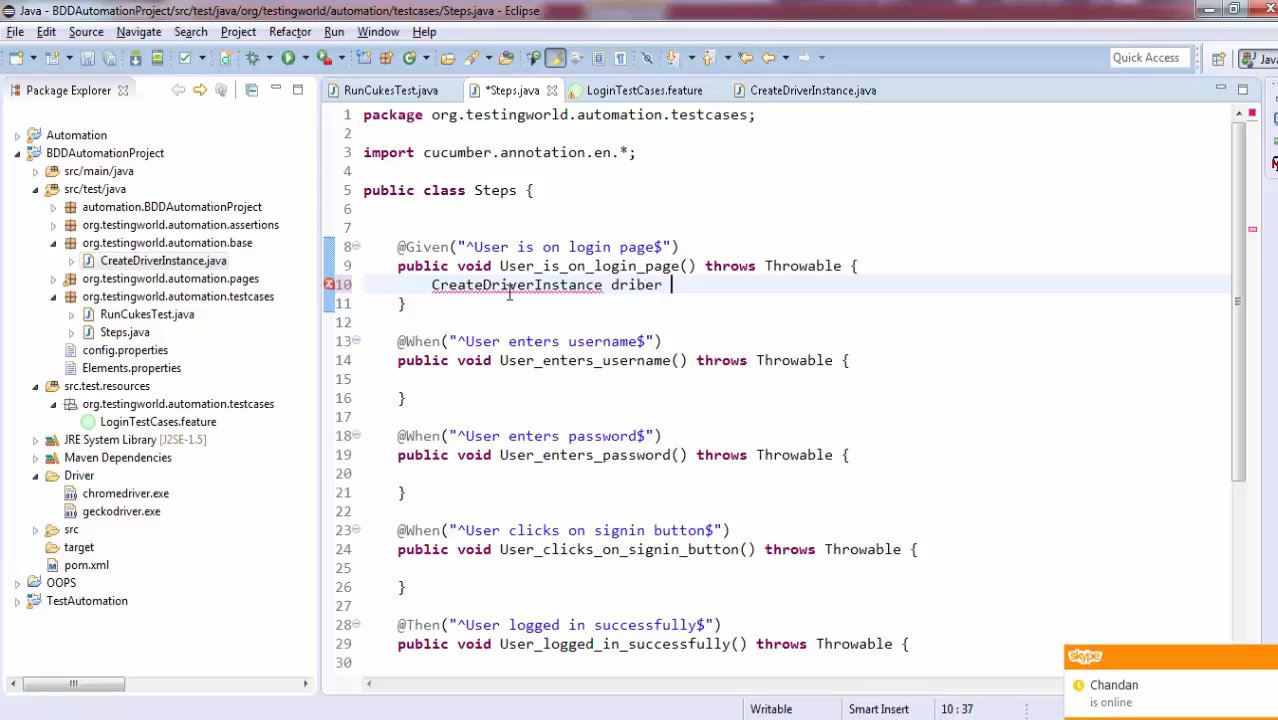 Java - BDDAutomationProject/src/test/java/org/testingworld/automation/testcases/Steps.java - Eclipse
File Edit Source Navigate Search Project Refactor Run Window Help
Quick Access
Java
Package Explorer
RunCukesTest.java
*Steps.java
LoginTestCases.feature
CreateDriverInstance.java
Automation
BDDAutomationProject
src/main/java
src/test/java
automation.BDDAutomationProject
org.testingworld.automation.assertions
org.testingworld.automation.base
CreateDriverInstance.java
org.testingworld.automation.pages
org.testingworld.automation.testcases
RunCukesTest.java
Steps.java
config.properties
Elements.properties
src.test.resources
org.testingworld.automation.testcases
LoginTestCases.feature
JRE System Library [J2SE-1.5]
Maven Dependencies
Driver
chromedriver.exe
geckodriver.exe
src
target
pom.xml
OOPS
TestAutomation
1 package org.testingworld.automation.testcases;
2
3 import cucumber.annotation.en.*;
4
5 public class Steps {
6
7
8 @Given("^User is on login page$")
9 public void User_is_on_login_page() throws Throwable {
10 CreateDriverInstance driber
11 }
12
13 @When("^User enters username$")
14 public void User_enters_username() throws Throwable {
15
16 }
17
18 @When("^User enters password$")
19 public void User_enters_password() throws Throwable {
20
21 }
22
23 @When("^User clicks on signin button$")
24 public void User_clicks_on_signin_button() throws Throwable {
25
26 }
27
28 @Then("^User logged in successfully$")
29 public void User_logged_in_successfully() throws Throwable {
30
skype
Chandan
is online
Writable
Smart Insert
10 : 37